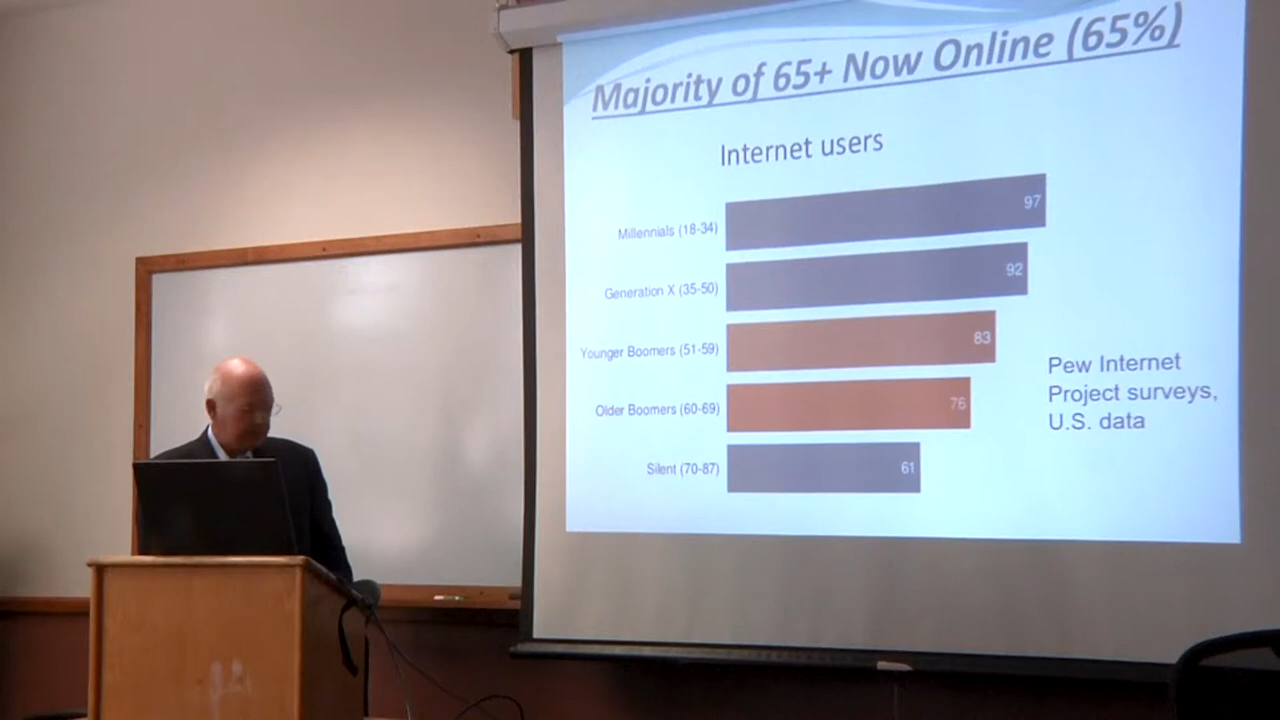 Majority of 65+ Now Online (65%)
Internet users
Millennials (18-34) 97
Generation X (35-50) 92
Younger Boomers (51-59) 83
Older Boomers (60-69) 76
Silent (70-87) 61
Pew Internet
Project surveys,
U.S. data